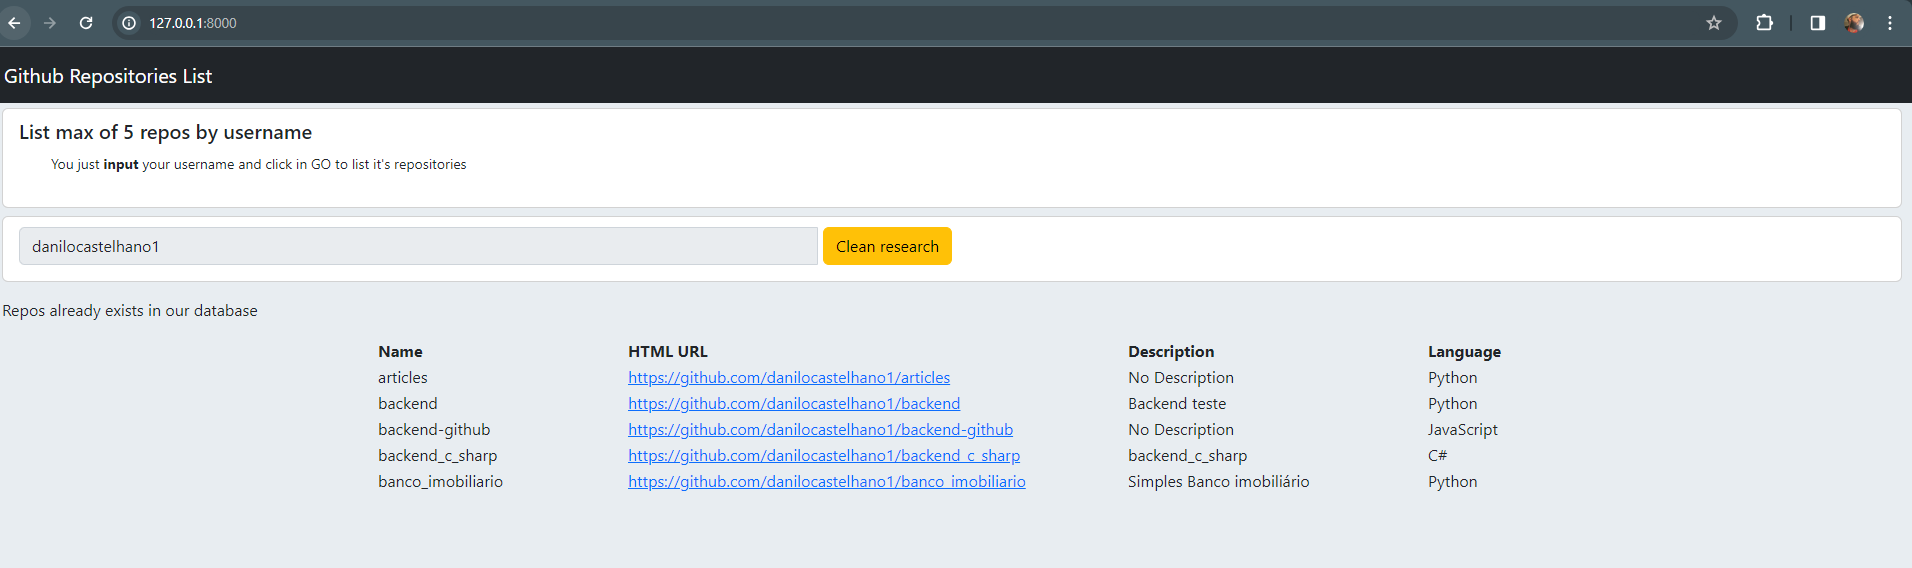 127.0.0.1:8000
Github Repositories List
List max of 5 repos by username
You just input your username and click in GO to list it's repositories
danilocastelhano1 Clean research
Repos already exists in our database
Name HTML URL Description Language
articles https://github.com/danilocastelhano1/articles No Description Python
backend https://github.com/danilocastelhano1/backend Backend teste Python
backend-github https://github.com/danilocastelhano1/backend-github No Description JavaScript
backend_c_sharp https://github.com/danilocastelhano1/backend_c_sharp backend_c_sharp C#
banco_imobiliario https://github.com/danilocastelhano1/banco_imobiliario Simples Banco imobiliário Python